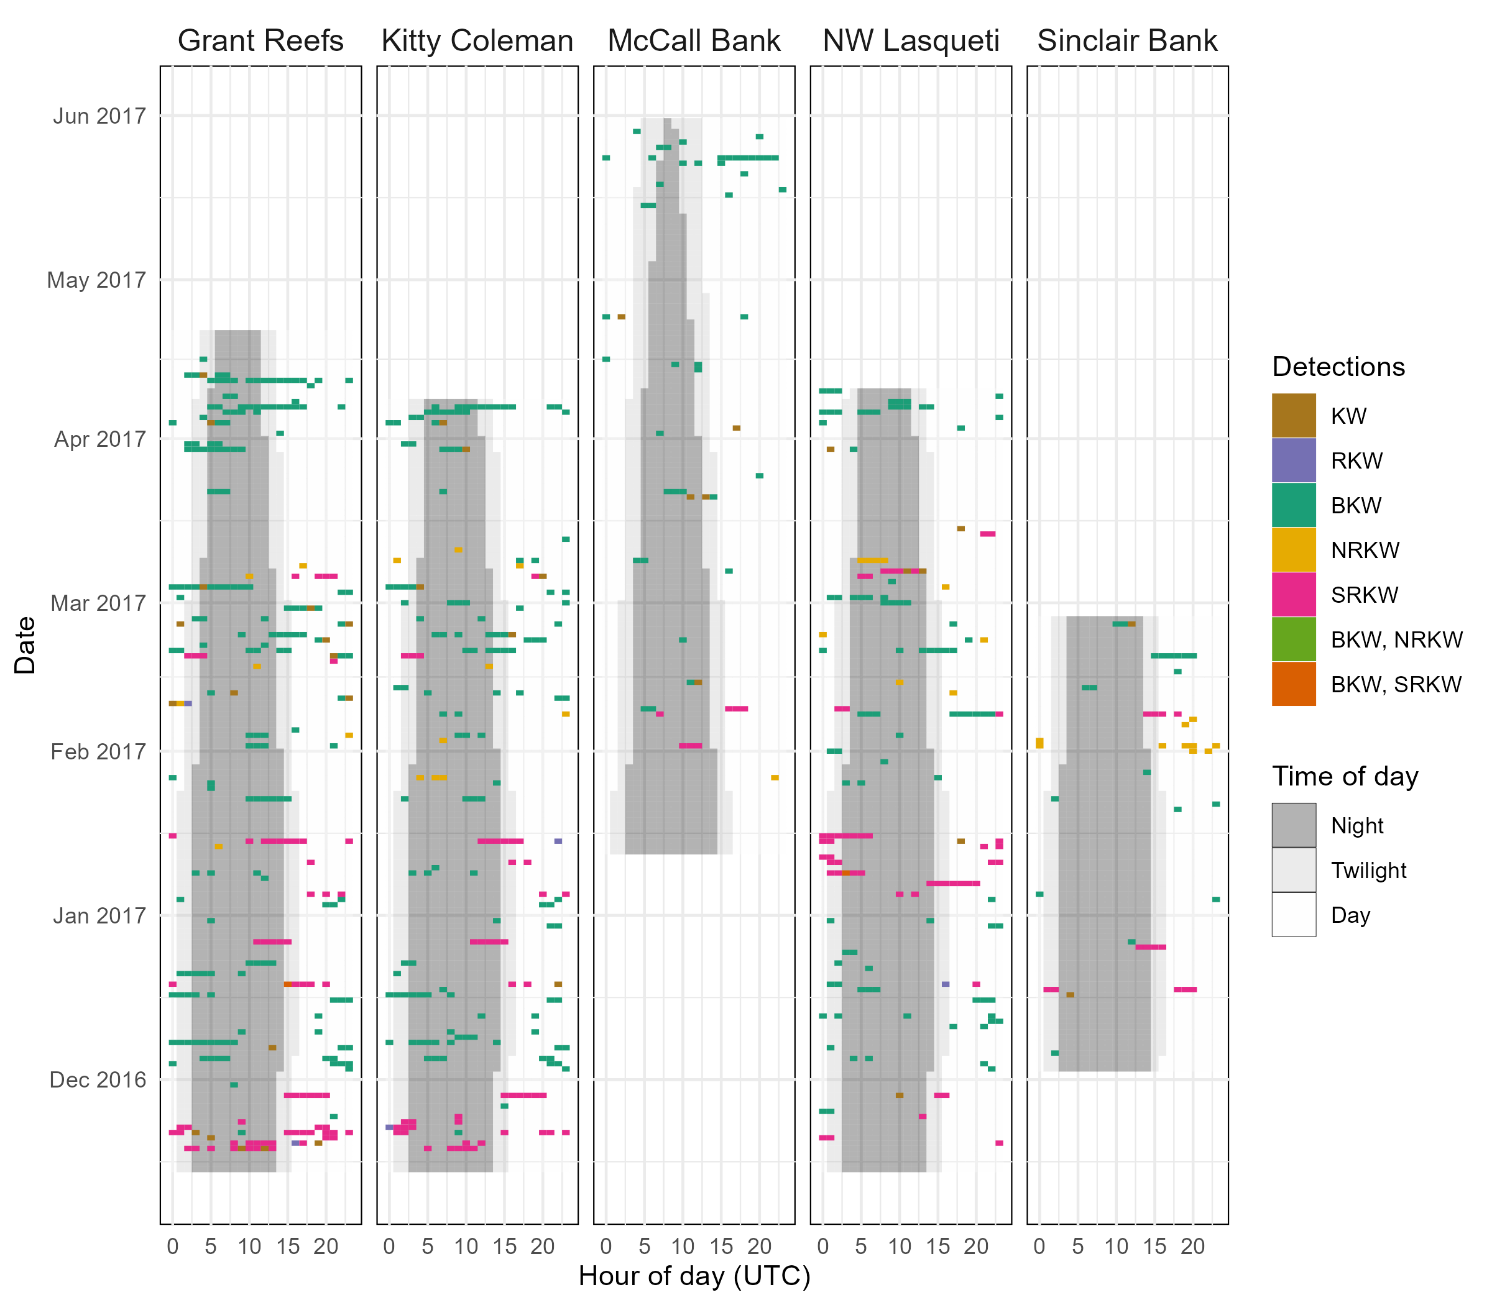 Grant Reefs Kitty Coleman McCall Bank NW Lasqueti Sinclair Bank
Jun 2017
May 2017
Apr 2017
Mar 2017
Feb 2017
Jan 2017
Dec 2016
Date
0 5 10 15 20 0 5 10 15 20 0 5 10 15 20 0 5 10 15 20 0 5 10 15 20
Hour of day (UTC)
Detections
KW
RKW
BKW
NRKW
SRKW
BKW, NRKW
BKW, SRKW
Time of day
Night
Twilight
Day